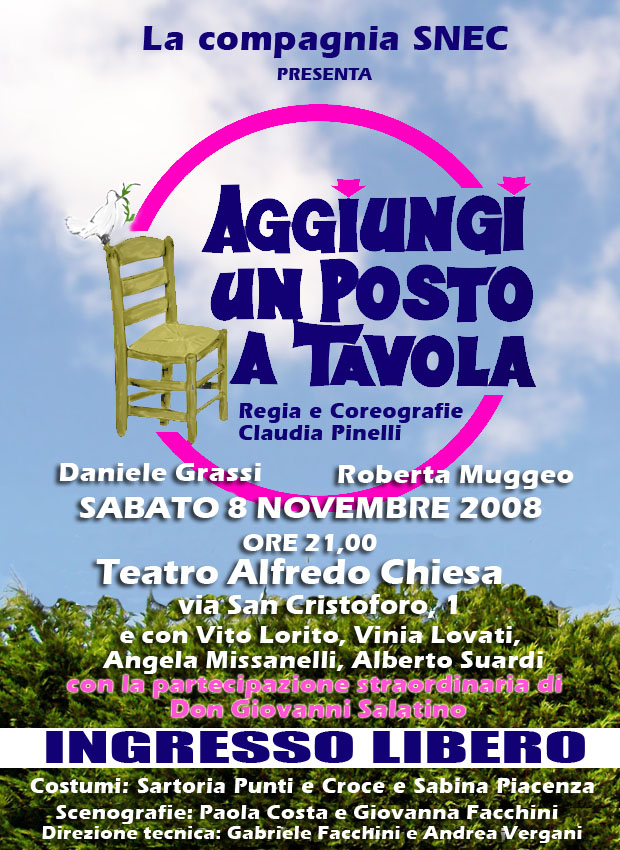 La compagnia SNEC
PRESENTA
AGGIUNGI
UN POSTO
A TAVOLA
Regia e Coreografie
Claudia Pinelli
Daniele Grassi Roberta Muggeo
SABATO 8 NOVEMBRE 2008
ORE 21,00
Teatro Alfredo Chiesa
via San Cristoforo, 1
e con Vito Lorito, Vinia Lovati,
Angela Missanelli, Alberto Suardi
con la partecipazione straordinaria di
Don Giovanni Salatino
INGRESSO LIBERO
Costumi: Sartoria Punti e Croce e Sabina Piacenza
Scenografie: Paola Costa e Giovanna Facchini
Direzione tecnica: Gabriele Facchini e Andrea Vergani